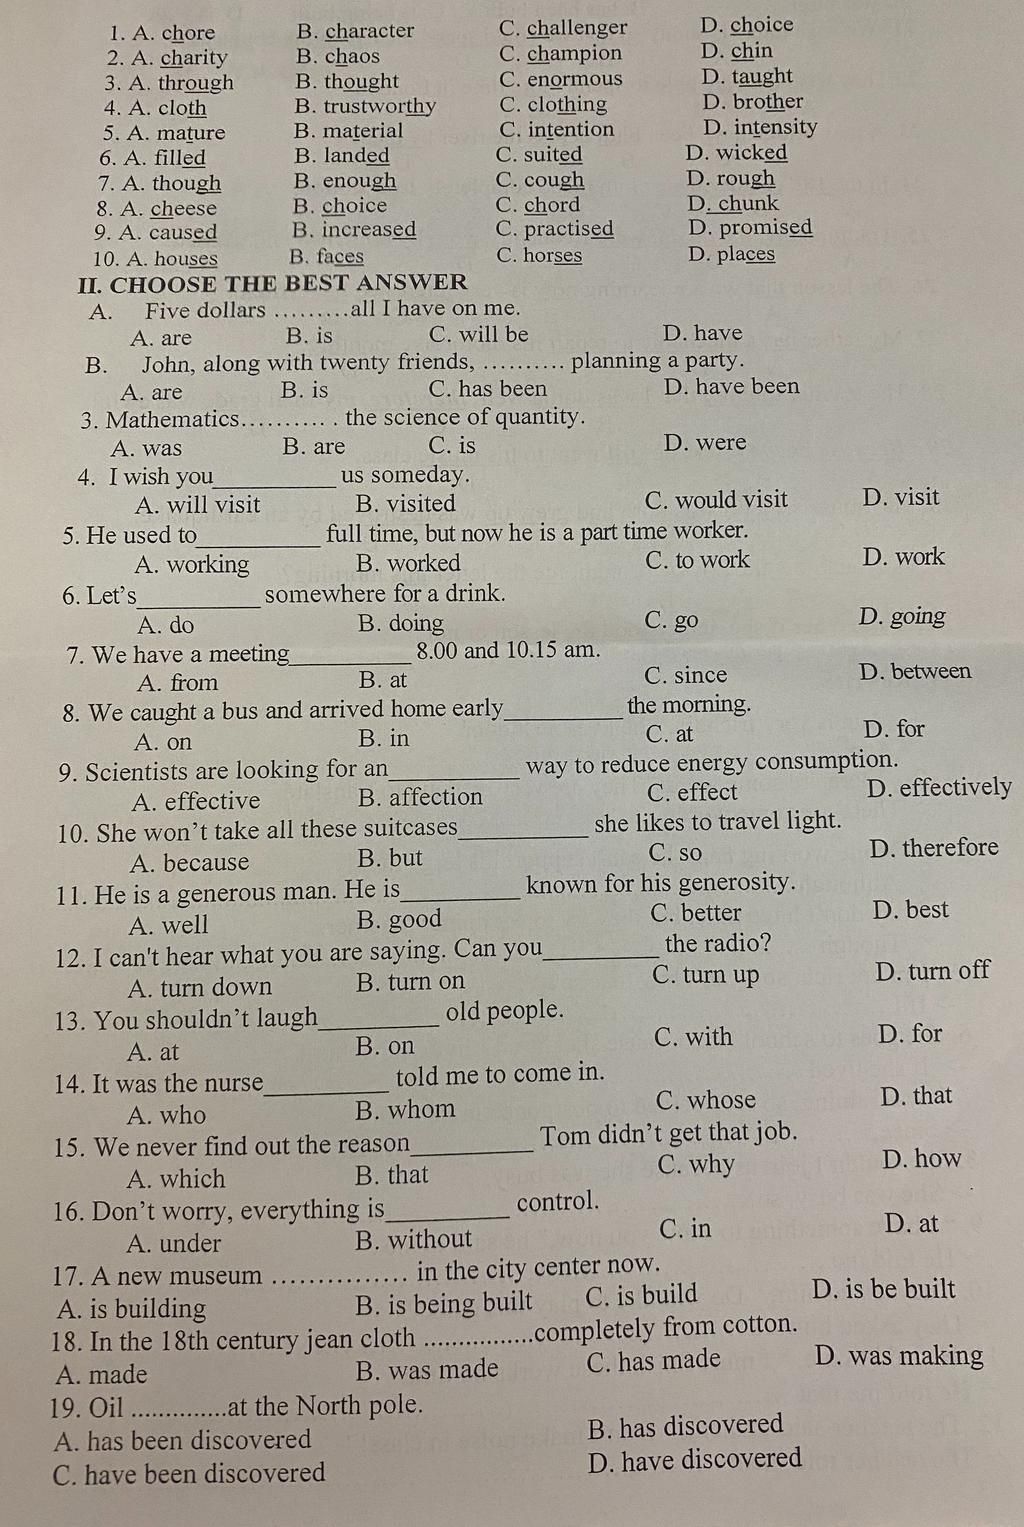 1. A. chore B. character C. challenger D. choice
2. A. charity B. chaos C. champion D. chin
3. A. through B. thought C. enormous D. taught
4. A. cloth B. trustworthy C. clothing D. brother
5. A. mature B. material C. intention D. intensity
6. A. filled B. landed C. suited D. wicked
7. A. though B. enough C. cough D. rough
8. A. cheese B. choice C. chord D. chunk
9. A. caused B. increased C. practised D. promised
10. A. houses B. faces C. horses D. places
II. CHOOSE THE BEST ANSWER
A. Five dollars .........all I have on me.
A. are B. is C. will be D. have
B. John, along with twenty friends, .......... planning a party.
A. are B. is C. has been D. have been
3. Mathematics.......... . the science of quantity.
A. was B. are C. is D. were
4. I wish you__________ us someday.
A. will visit B. visited C. would visit D. visit
5. He used to__________ full time, but now he is a part time worker.
A. working B. worked C. to work D. work
6. Let's__________ somewhere for a drink.
A. do B. doing C. go D. going
7. We have a meeting__________ 8.00 and 10.15 am.
A. from B. at C. since D. between
8. We caught a bus and arrived home early__________ the morning.
A. on B. in C. at D. for
9. Scientists are looking for an__________ way to reduce energy consumption.
A. effective B. affection C. effect D. effectively
10. She won't take all these suitcases__________ she likes to travel light.
A. because B. but C. so D. therefore
11. He is a generous man. He is__________ known for his generosity.
A. well B. good C. better D. best
12. I can't hear what you are saying. Can you__________ the radio?
A. turn down B. turn on C. turn up D. turn off
13. You shouldn't laugh__________ old people.
A. at B. on C. with D. for
14. It was the nurse__________ told me to come in.
A. who B. whom C. whose D. that
15. We never find out the reason__________ Tom didn't get that job.
A. which B. that C. why D. how
16. Don't worry, everything is__________ control.
A. under B. without C. in D. at
17. A new museum ............... in the city center now.
A. is building B. is being built C. is build D. is be built
18. In the 18th century jean cloth ................completely from cotton.
A. made B. was made C. has made D. was making
19. Oil ..............at the North pole.
A. has been discovered B. has discovered
C. have been discovered D. have discovered